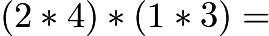 (2 * 4) * (1 * 3) =